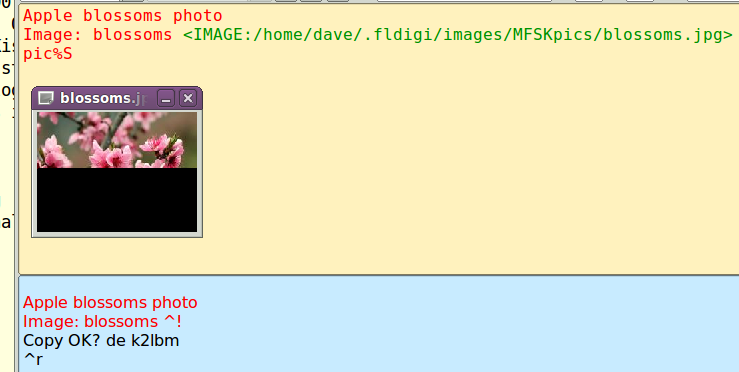 Apple blossoms photo
Image: blossoms <IMAGE:/home/dave/.fldigi/images/MFSKpics/blossoms.jpg>
pic%S
blossoms.j
Apple blossoms photo
Image: blossoms ^!
Copy OK? de k2lbm
^r